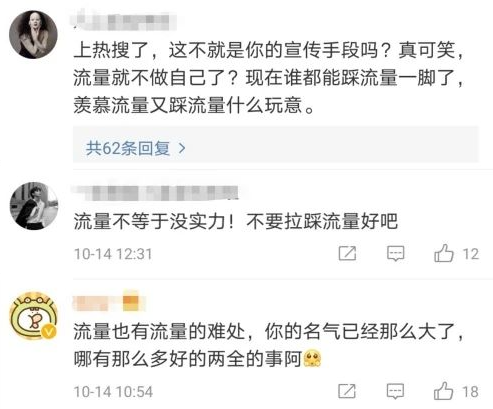 上热搜了，这不就是你的宣传手段吗？真可笑，
流量就不做自己了？现在谁都能踩流量一脚了，
羡慕流量又踩流量什么玩意。
共62条回复 >
流量不等于没实力！不要拉踩流量好吧
10-14 12:31
12
流量也有流量的难处，你的名气已经那么大了，
哪有那么多好的两全的事阿
10-14 10:54
4